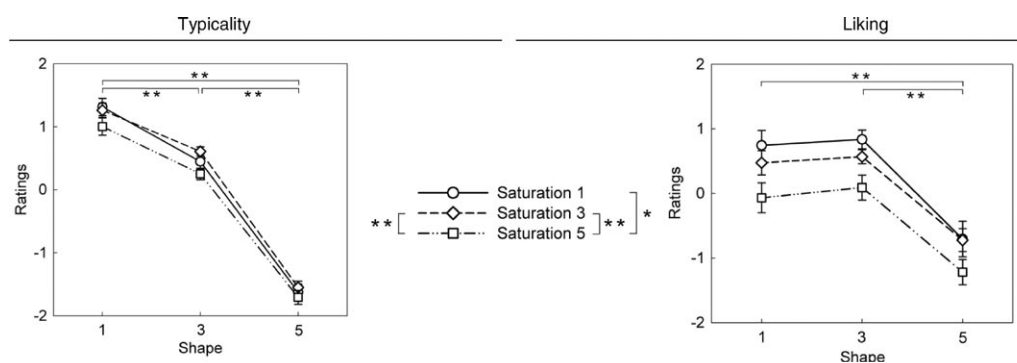 Typicality
Liking
2
1
0
-1
-2
Ratings
**
**
**
1
3
5
Shape
Saturation 1
Saturation 3
Saturation 5
**
**
*
2
1
0
-1
-2
Ratings
**
**
1
3
5
Shape